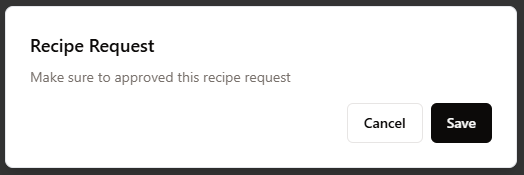 Recipe Request
Make sure to approved this recipe request
Cancel
Save